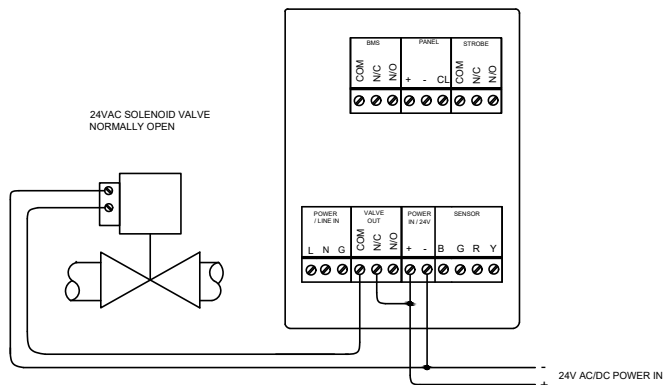 BMS PANEL STROBE
COM N/C N/O + - CL COM N/C N/O
24VAC SOLENOID VALVE
NORMALLY OPEN
POWER / LINE IN VALVE OUT POWER IN / 24V SENSOR
L N G COM N/C N/O + - B G R Y
-
24V AC/DC POWER IN
+